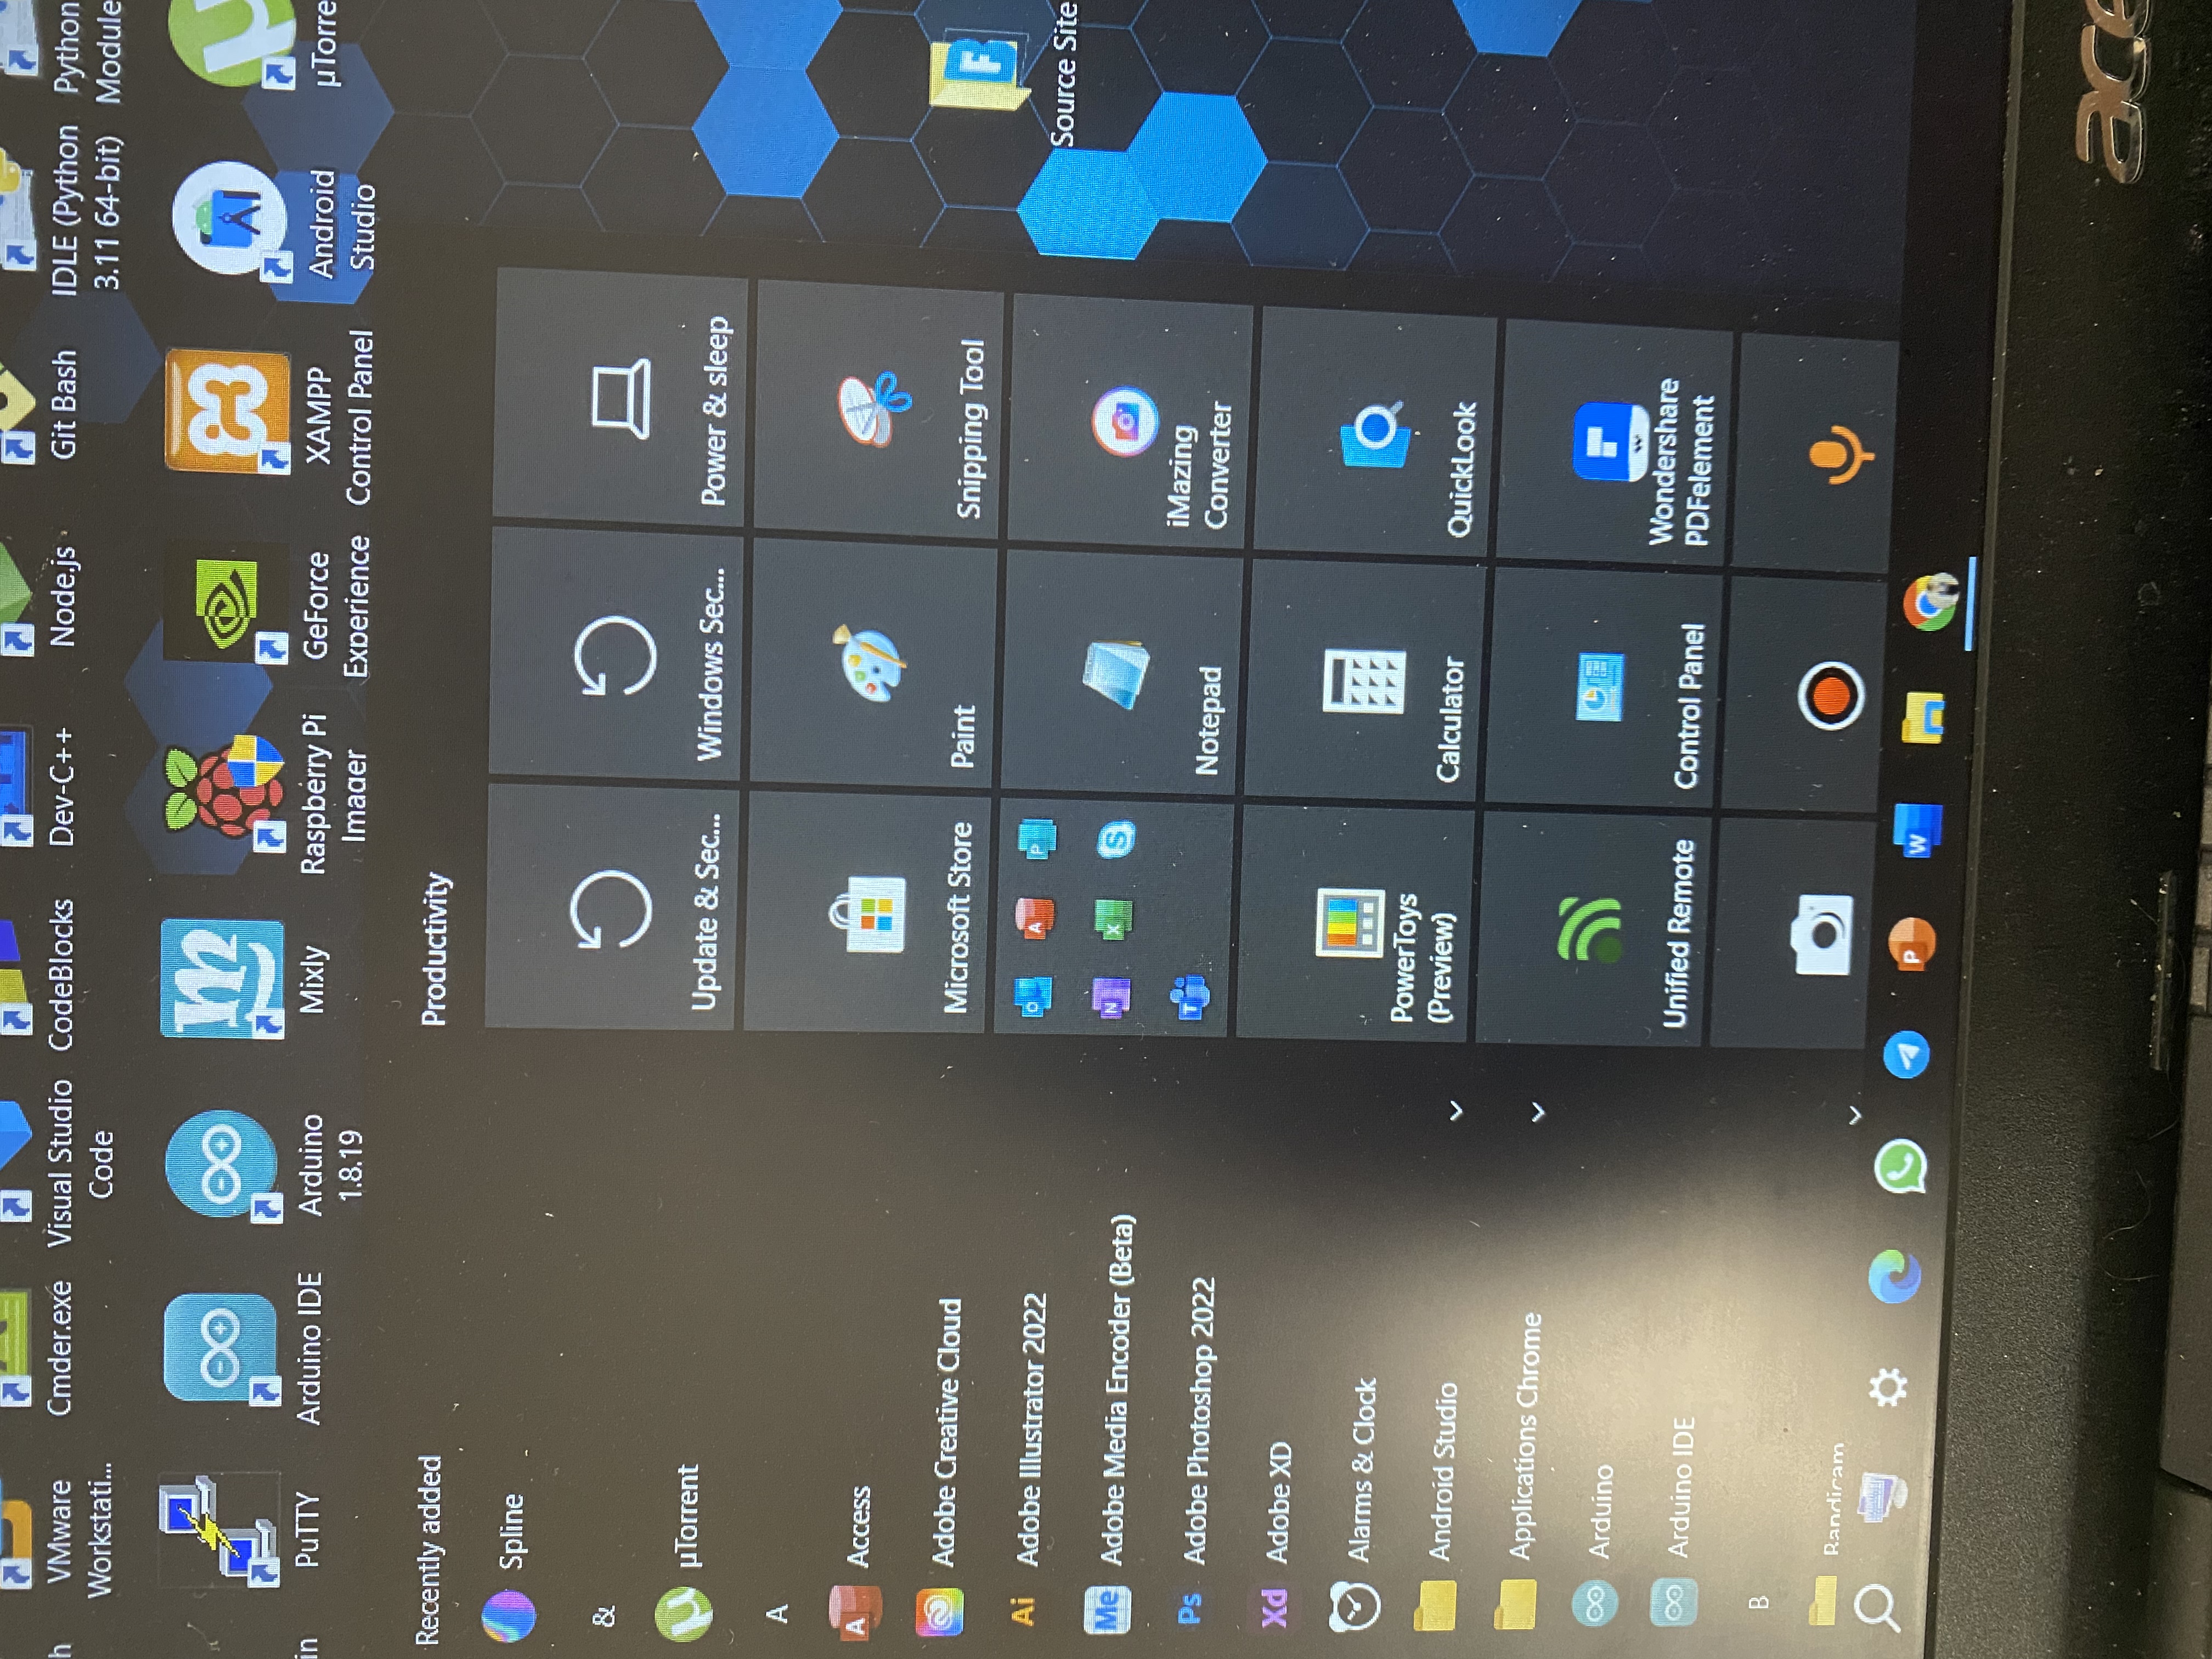 VMware
Workstati...
Cmder.exe
Visual Studio
Code
CodeBlocks
Dev-C++
Node.js
Git Bash
IDLE (Python
3.11 64-bit)
Python
Module
PuTTY
Arduino IDE
Arduino
1.8.19
Mixly
Raspberry Pi
Imager
GeForce
Experience
XAMPP
Control Panel
Android
Studio
µTorre
Recently added
Spline
&
µTorrent
A
Access
Adobe Creative Cloud
Ai
Adobe Illustrator 2022
Me
Adobe Media Encoder (Beta)
Ps
Adobe Photoshop 2022
Xd
Adobe XD
Alarms & Clock
Android Studio
Applications Chrome
Arduino
Arduino IDE
B
Bandicam
Productivity
Update & Sec...
Windows Sec...
Power & sleep
Microsoft Store
Paint
Snipping Tool
Notepad
iMazing
Converter
PowerToys
(Preview)
Calculator
QuickLook
Unified Remote
Control Panel
Wondershare
PDFelement
Source Site
ace